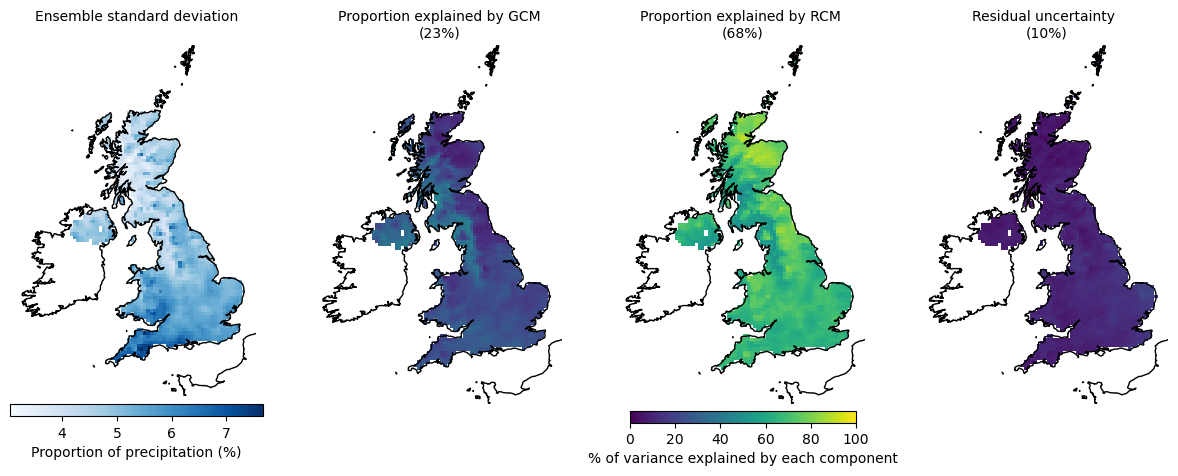 Ensemble standard deviation
Proportion explained by GCM
(23%)
Proportion explained by RCM
(68%)
Residual uncertainty
(10%)
4 5 6 7
Proportion of precipitation (%)
0 20 40 60 80 100
% of variance explained by each component